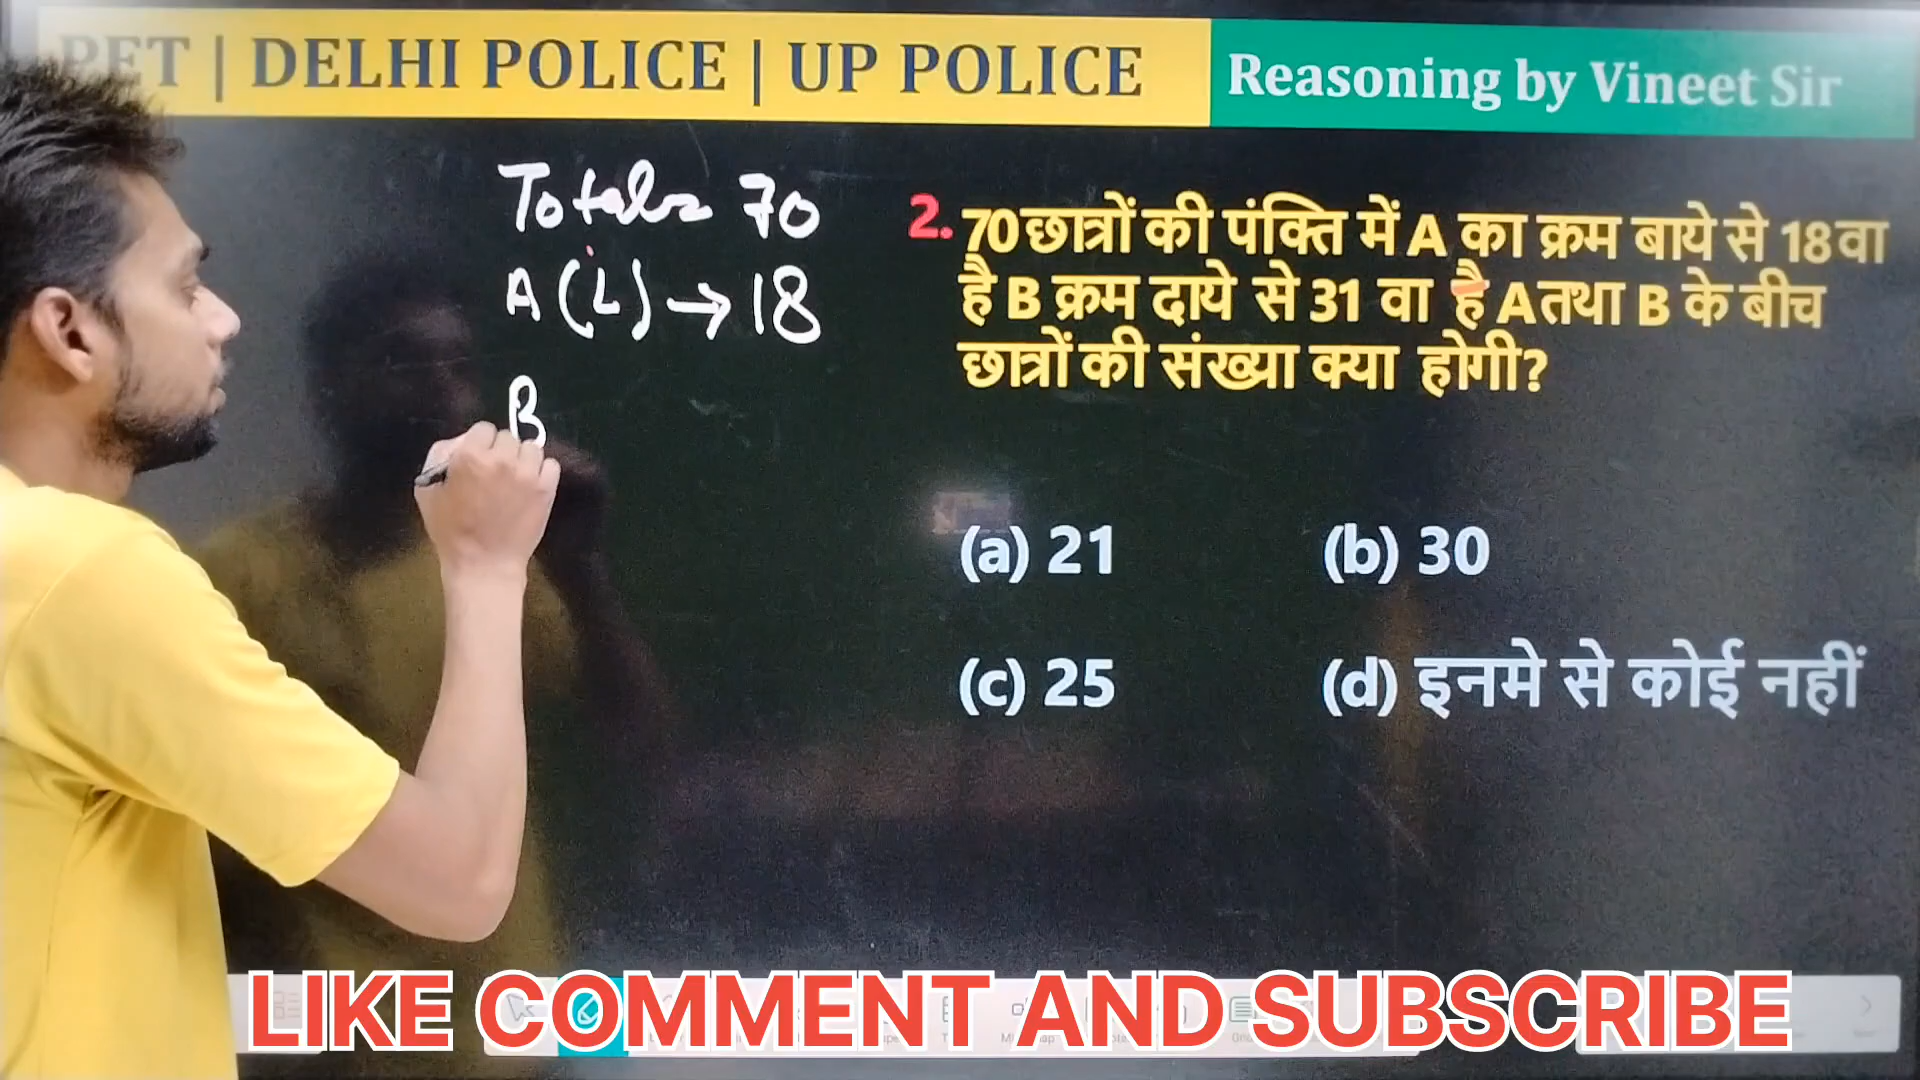 PET | DELHI POLICE | UP POLICE
Reasoning by Vineet Sir
Total= 70
A (L) → 18
B
2. 70 छात्रों की पंक्ति में A का क्रम बाये से 18 वा
है B क्रम दाये से 31 वा है A तथा B के बीच
छात्रों की संख्या क्या होगी?
(a) 21
(b) 30
(c) 25
(d) इनमे से कोई नहीं
LIKE COMMENT AND SUBSCRIBE